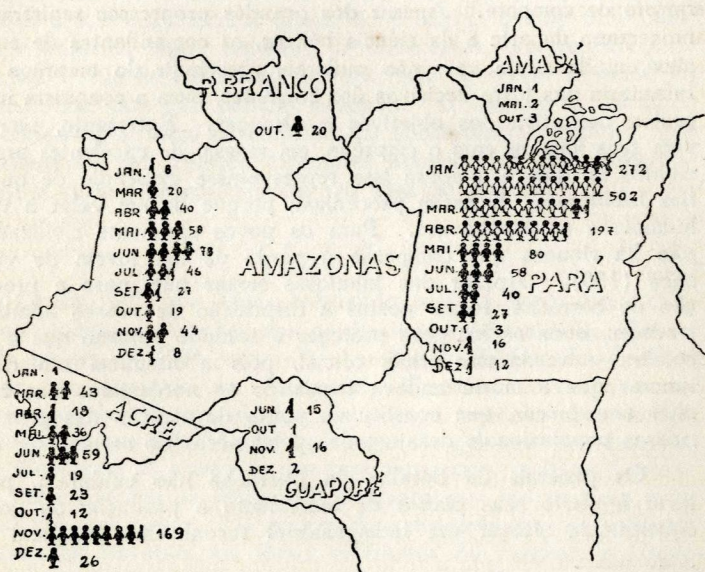 R.BRANCO
OUT. 20
AMAPÁ
JAN. 1
MAI. 2
OUT. 3
AMAZONAS
JAN. 8
MAR 20
ABR 40
MAI. 58
JUN. 78
JUL 46
SET
OUT. 19
NOV. 44
DEZ. 8
PARÁ
JAN. 272
502
MAR.
ABR. 197
MAI 80
JUN. 58
JUL 40
SET 27
OUT. 3
NOV. 16
DEZ 12
ACRE
JAN.
MAR. 43
ABR. 18
MAI. 36
JUN. 59
JUL. 18
SET. 23
OUT. 12
NOV. 169
DEZ. 26
GUAPORÉ
JUN. 15
OUT 1
NOV. 16
DEZ. 2